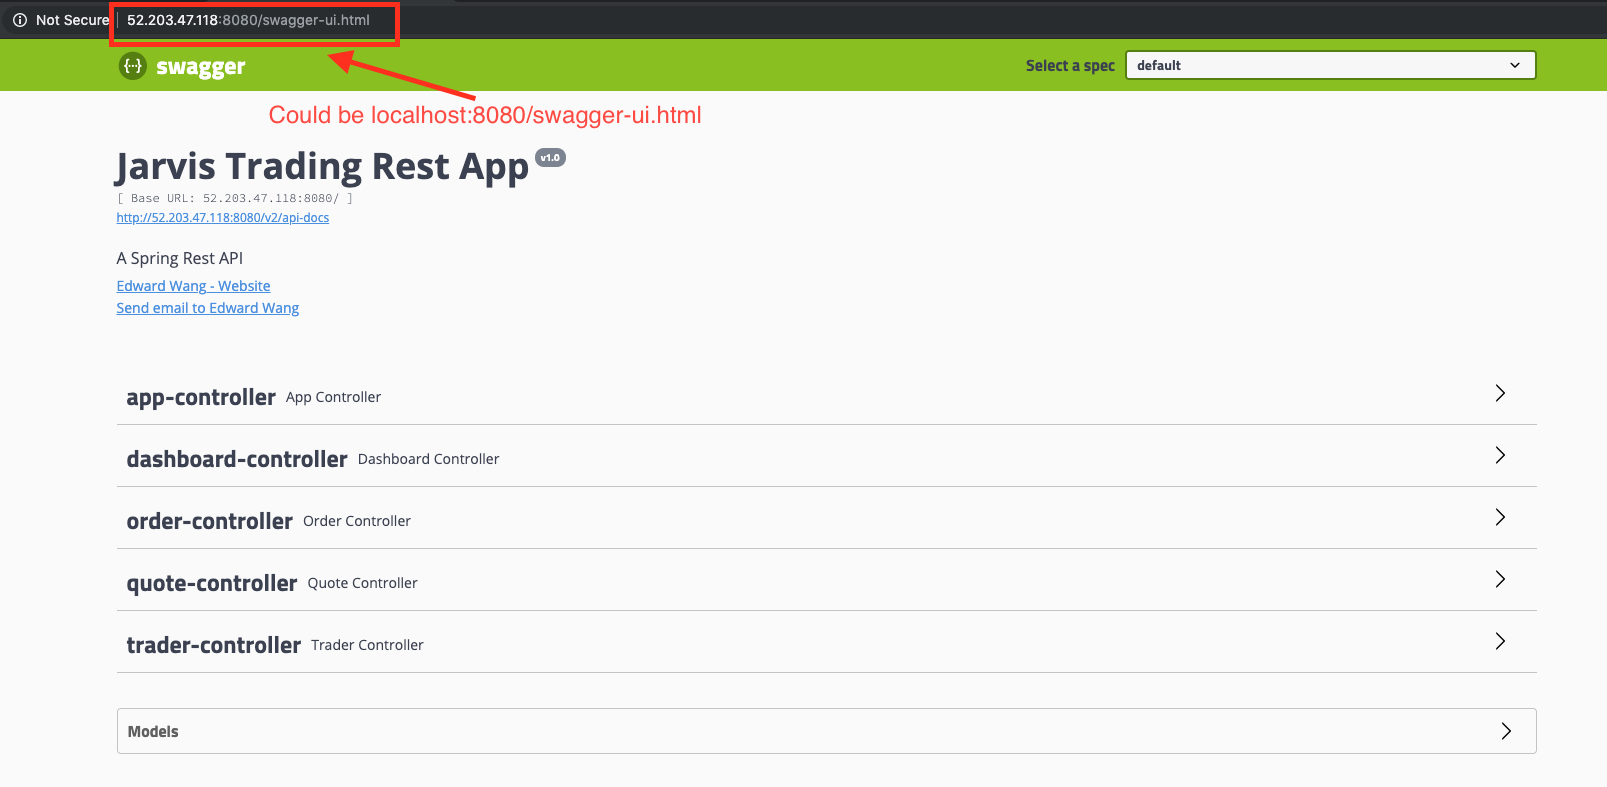 Not Secure | 52.203.47.118:8080/swagger-ui.html
{···} swagger
Select a spec default
Could be localhost:8080/swagger-ui.html
Jarvis Trading Rest App v1.0
[ Base URL: 52.203.47.118:8080/ ]
http://52.203.47.118:8080/v2/api-docs
A Spring Rest API
Edward Wang - Website
Send email to Edward Wang
app-controller App Controller
dashboard-controller Dashboard Controller
order-controller Order Controller
quote-controller Quote Controller
trader-controller Trader Controller
Models